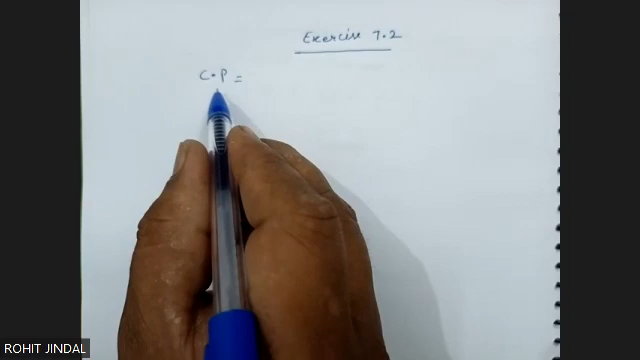 Exercise 7.2
C.P =
ROHIT JINDAL